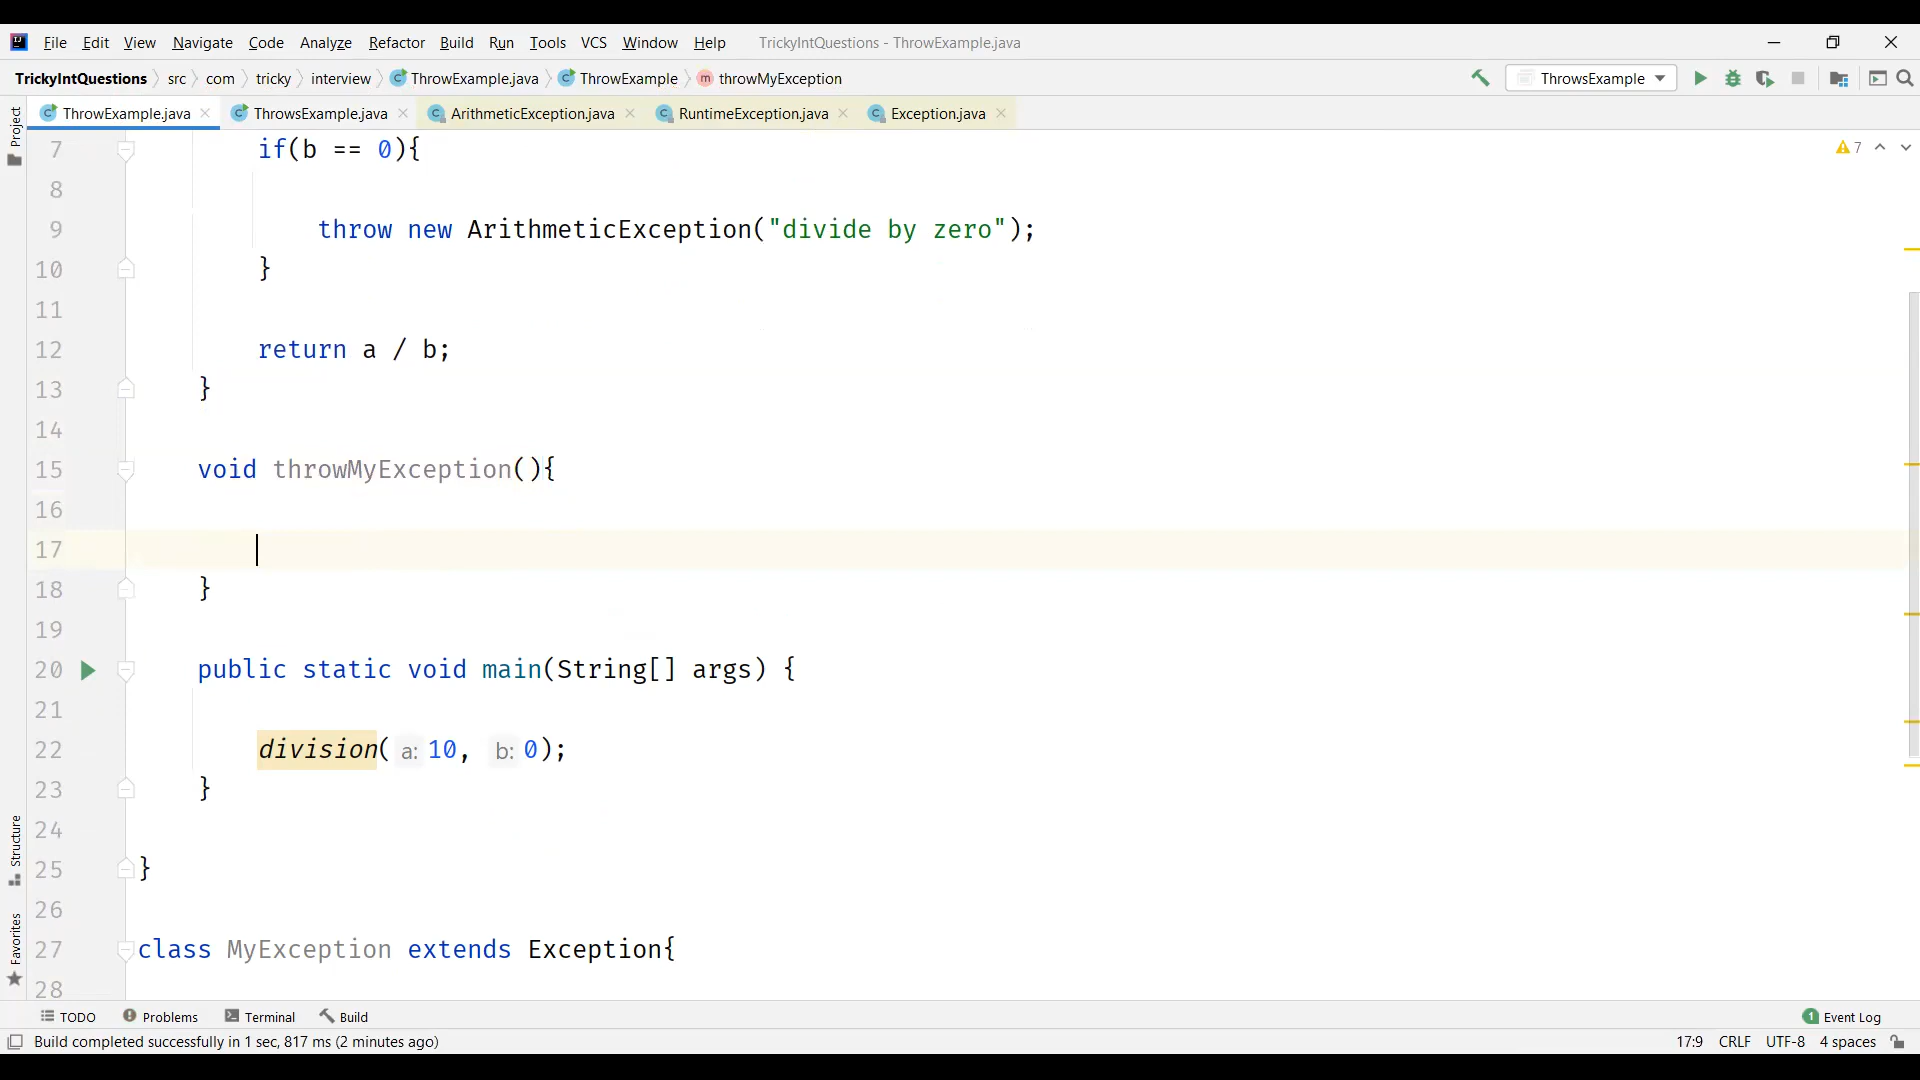 File Edit View Navigate Code Analyze Refactor Build Run Tools VCS Window Help TrickyIntQuestions - ThrowExample.java
TrickyIntQuestions src com tricky interview ThrowExample.java ThrowExample throwMyException ThrowsExample
ThrowExample.java ThrowsExample.java ArithmeticException.java RuntimeException.java Exception.java
Project
7 if(b == 0){
7
8
9 throw new ArithmeticException("divide by zero");
10 }
11
12 return a / b;
13 }
14
15 void throwMyException(){
16
17
18 }
19
20 public static void main(String[] args) {
21
22 division( a: 10, b: 0);
23 }
24
25 }
26
27 class MyException extends Exception{
28
Structure
Favorites
TODO Problems Terminal Build 1 Event Log
Build completed successfully in 1 sec, 817 ms (2 minutes ago) 17:9 CRLF UTF-8 4 spaces